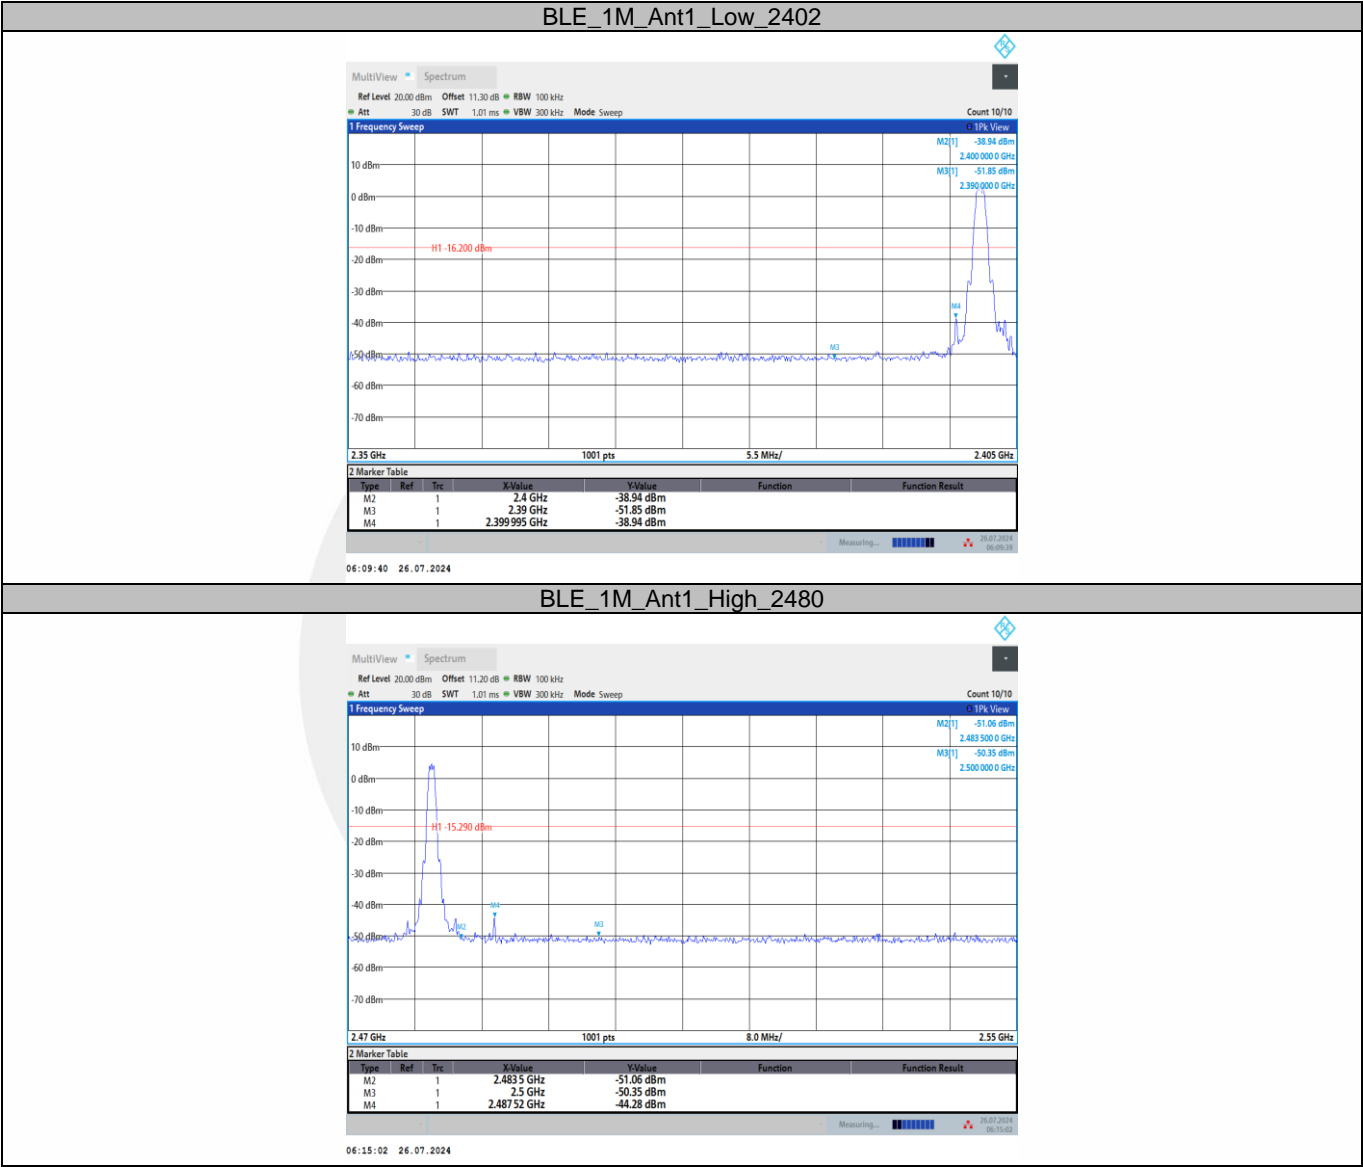 BLE_1M_Ant1_Low_2402
MultiView Spectrum
Ref Level 20.00 dBm Offset 11.30 dB RBW 100 kHz
Att 30 dB SWT 1.01 ms VBW 300 kHz Mode Sweep Count 10/10
1 Frequency Sweep 1Pk View
M2[1] -38.94 dBm
2.400 000 0 GHz
M3[1] -51.85 dBm
2.390 000 0 GHz
10 dBm
0 dBm
-10 dBm
H1 -16.200 dBm
-20 dBm
-30 dBm
M4
-40 dBm
M3
-50 dBm
-60 dBm
-70 dBm
2.35 GHz 1001 pts 5.5 MHz/ 2.405 GHz
2 Marker Table
Type Ref Trc X-Value Y-Value Function Function Result
M2 1 2.4 GHz -38.94 dBm
M3 1 2.39 GHz -51.85 dBm
M4 1 2.399 995 GHz -38.94 dBm
Measuring... 26.07.2024
06:09:39
06:09:40 26.07.2024
BLE_1M_Ant1_High_2480
MultiView Spectrum
Ref Level 20.00 dBm Offset 11.20 dB RBW 100 kHz
Att 30 dB SWT 1.01 ms VBW 300 kHz Mode Sweep Count 10/10
1 Frequency Sweep 1Pk View
M2[1] -51.06 dBm
2.483 500 0 GHz
M3[1] -50.35 dBm
2.500 000 0 GHz
10 dBm
0 dBm
-10 dBm
H1 -15.290 dBm
-20 dBm
-30 dBm
-40 dBm
M4
M2 M3
-50 dBm
-60 dBm
-70 dBm
2.47 GHz 1001 pts 8.0 MHz/ 2.55 GHz
2 Marker Table
Type Ref Trc X-Value Y-Value Function Function Result
M2 1 2.483 5 GHz -51.06 dBm
M3 1 2.5 GHz -50.35 dBm
M4 1 2.487 52 GHz -44.28 dBm
Measuring... 26.07.2024
06:15:02
06:15:02 26.07.2024